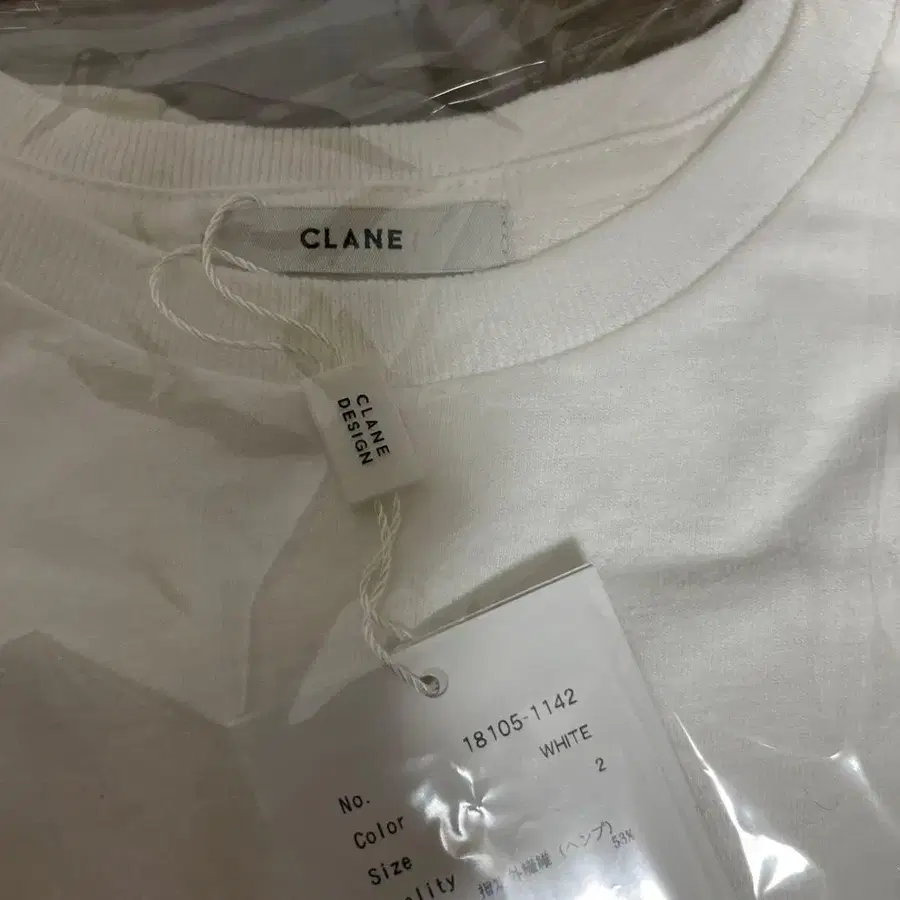 CLANE
CLANE
DESIGN
No. 18105-1142
Color WHITE
Size 2
指定外繊維 (ヘンプ) 53%